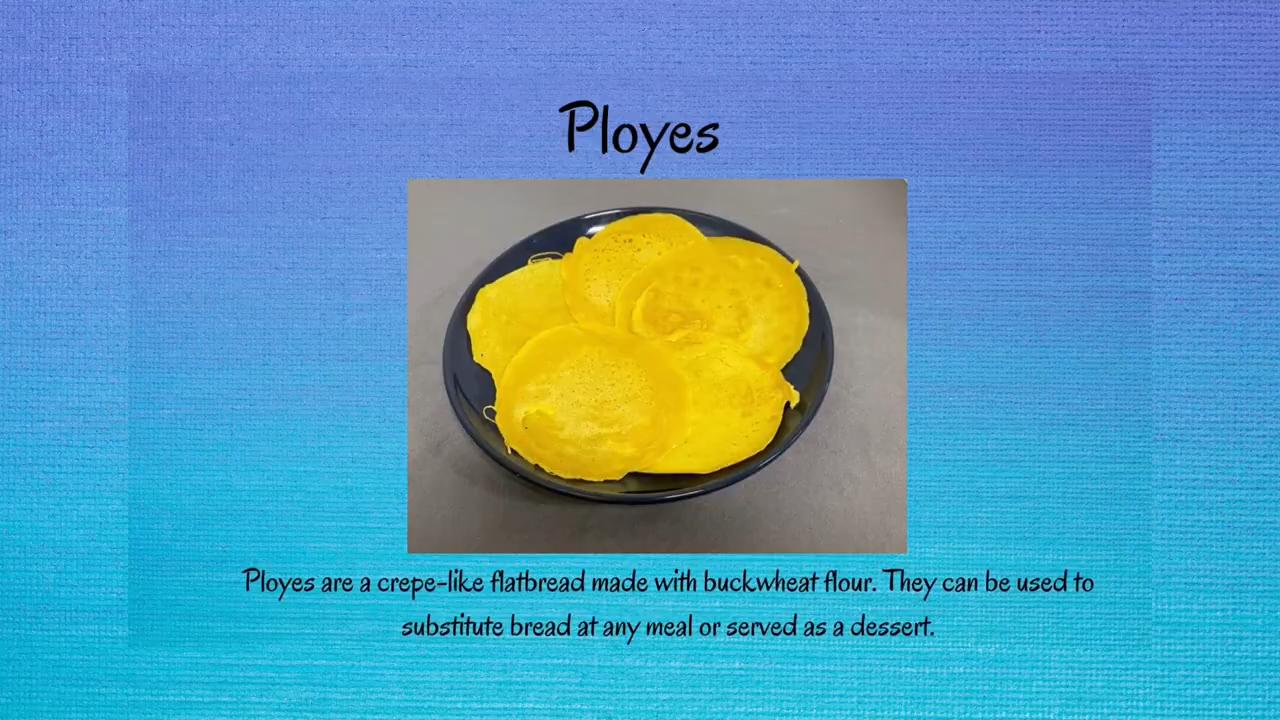 Ployes
Ployes are a crepe-like flatbread made with buckwheat flour. They can be used to
substitute bread at any meal or served as a dessert.